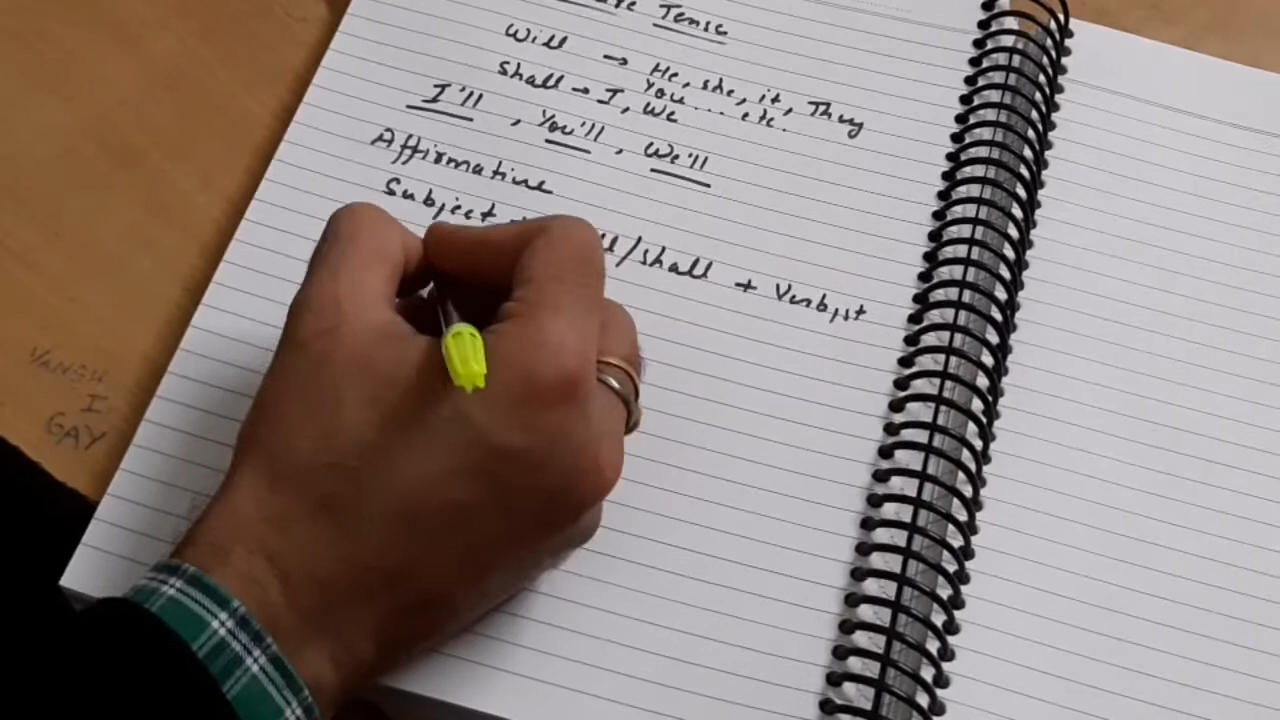 Tense
Will → He, she, it, They
You... etc.
Shall → I, We
I'll, You'll, We'll
Affirmative
Subject + /shall + Verb1st
VANSH
I
GAY